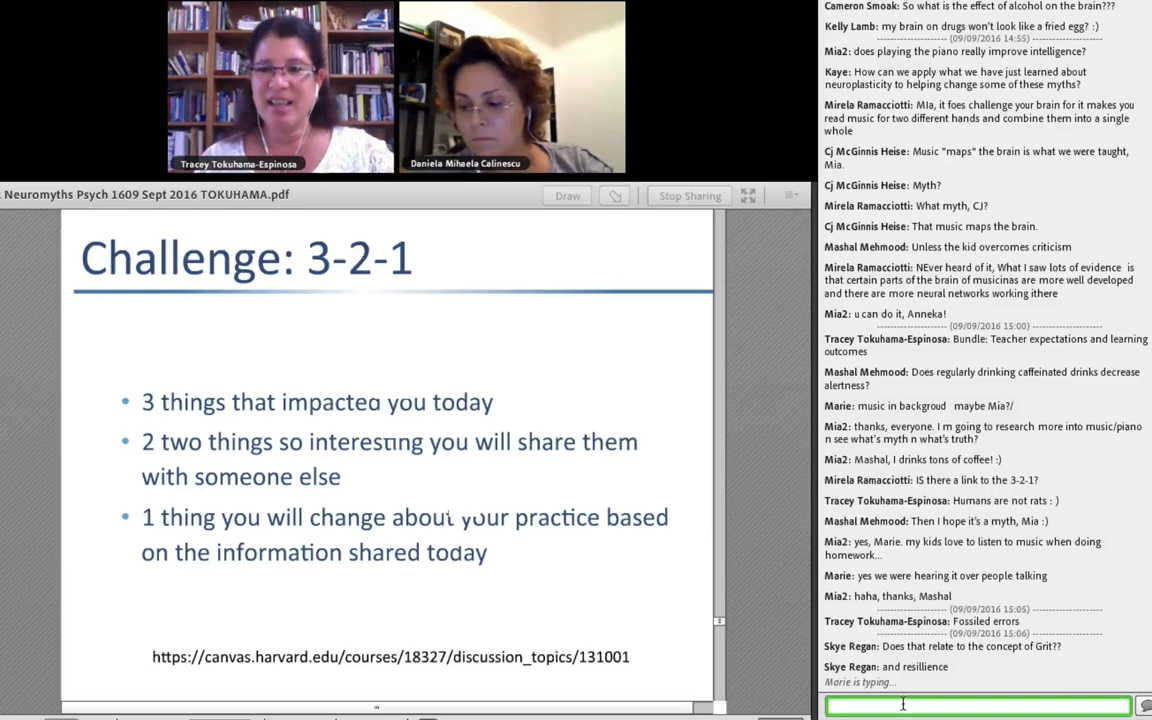 Tracey Tokuhama-Espinosa
Daniela Mihaela Calinescu
Neuromyths Psych 1609 Sept 2016 TOKUHAMA.pdf
Draw
Stop Sharing
Challenge: 3-2-1
• 3 things that impacted you today
• 2 two things so interesting you will share them
with someone else
• 1 thing you will change about your practice based
on the information shared today
https://canvas.harvard.edu/courses/18327/discussion_topics/131001
Cameron Smoak: So what is the effect of alcohol on the brain???
Kelly Lamb: my brain on drugs won't look like a fried egg? :)
-------------------- (09/09/2016 14:55) --------------------
Mia2: does playing the piano really improve intelligence?
Kaye: How can we apply what we have just learned about
neuroplasticity to helping change some of these myths?
Mirela Ramacciotti: MIa, it foes challenge your brain for it makes you
read music for two different hands and combine them into a single
whole
Cj McGinnis Heise: Music "maps" the brain is what we were taught,
Mia.
Cj McGinnis Heise: Myth?
Mirela Ramacciotti: What myth, CJ?
Cj McGinnis Heise: That music maps the brain.
Mashal Mehmood: Unless the kid overcomes criticism
Mirela Ramacciotti: NEver heard of it, What I saw lots of evidence is
that certain parts of the brain of musicinas are more well developed
and there are more neural networks working ithere
Mia2: u can do it, Anneka!
-------------------- (09/09/2016 15:00) --------------------
Tracey Tokuhama-Espinosa: Bundle: Teacher expectations and learning
outcomes
Mashal Mehmood: Does regularly drinking caffeinated drinks decrease
alertness?
Marie: music in backgroud maybe Mia?/
Mia2: thanks, everyone. I m going to research more into music/piano
n see what's myth n what's truth?
Mia2: Mashal, I drinks tons of coffee! :)
Mirela Ramacciotti: IS there a link to the 3-2-1?
Tracey Tokuhama-Espinosa: Humans are not rats : )
Mashal Mehmood: Then I hope it's a myth, Mia :)
Mia2: yes, Marie. my kids love to listen to music when doing
homework...
Marie: yes we were hearing it over people talking
Mia2: haha, thanks, Mashal
-------------------- (09/09/2016 15:05) --------------------
Tracey Tokuhama-Espinosa: Fossiled errors
-------------------- (09/09/2016 15:06) --------------------
Skye Regan: Does that relate to the concept of Grit??
Skye Regan: and resillience
Marie is typing...